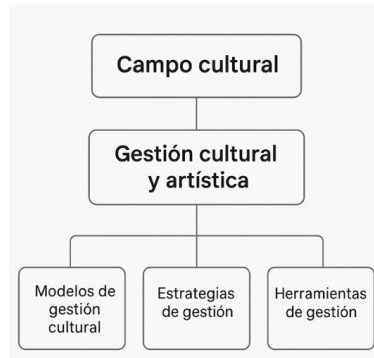 Campo cultural
Gestión cultural
y artística
Modelos de
gestión
cultural
Estrategias
de gestión
Herramientas
de gestión